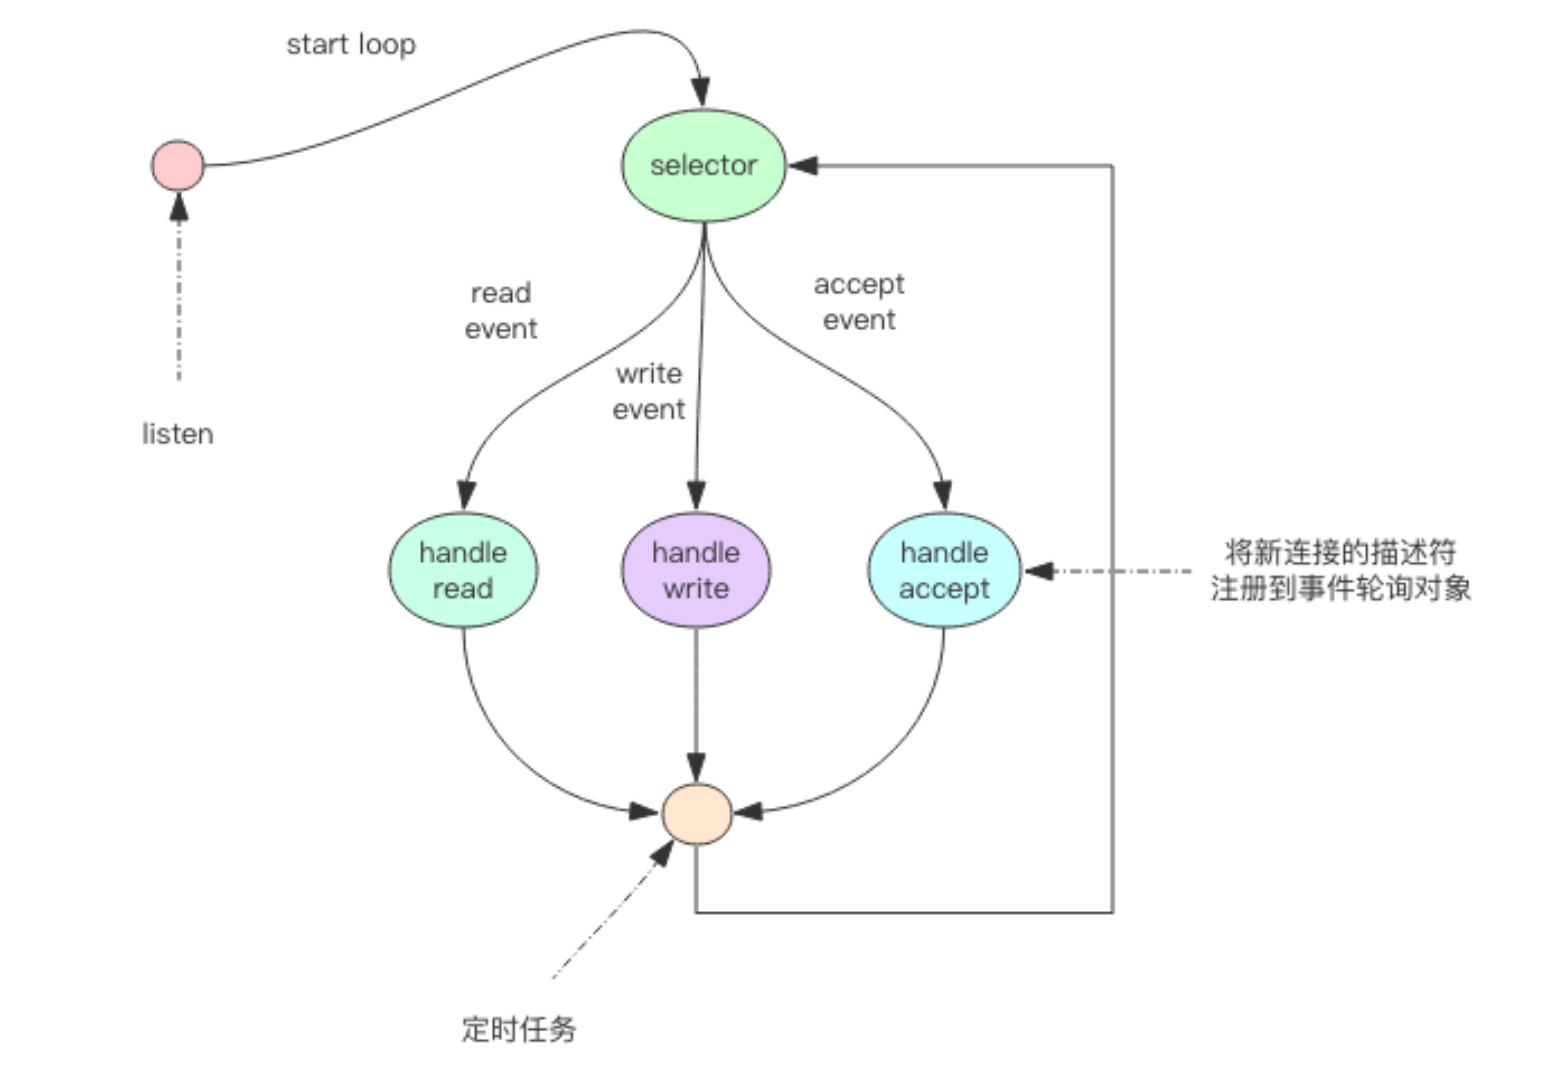 start loop
selector
read
event
accept
event
write
event
listen
handle
read
handle
write
handle
accept
将新连接的描述符
注册到事件轮询对象
定时任务